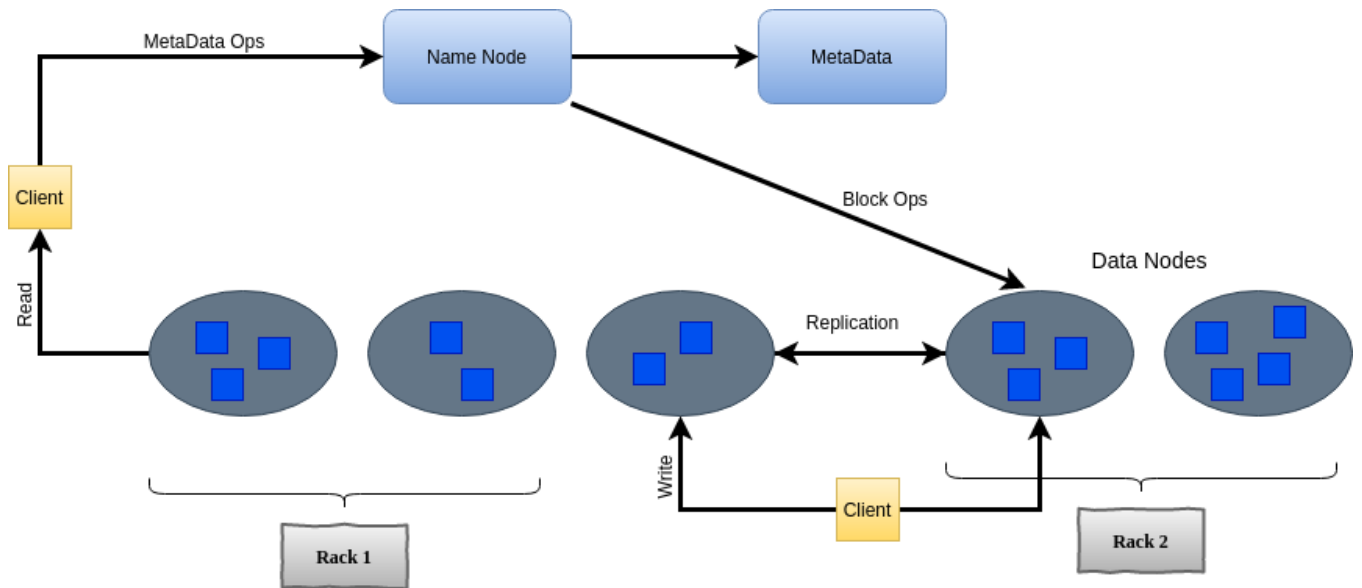 MetaData Ops
Name Node
MetaData
Client
Block Ops
Data Nodes
Read
Replication
Write
Client
Rack 1
Rack 2